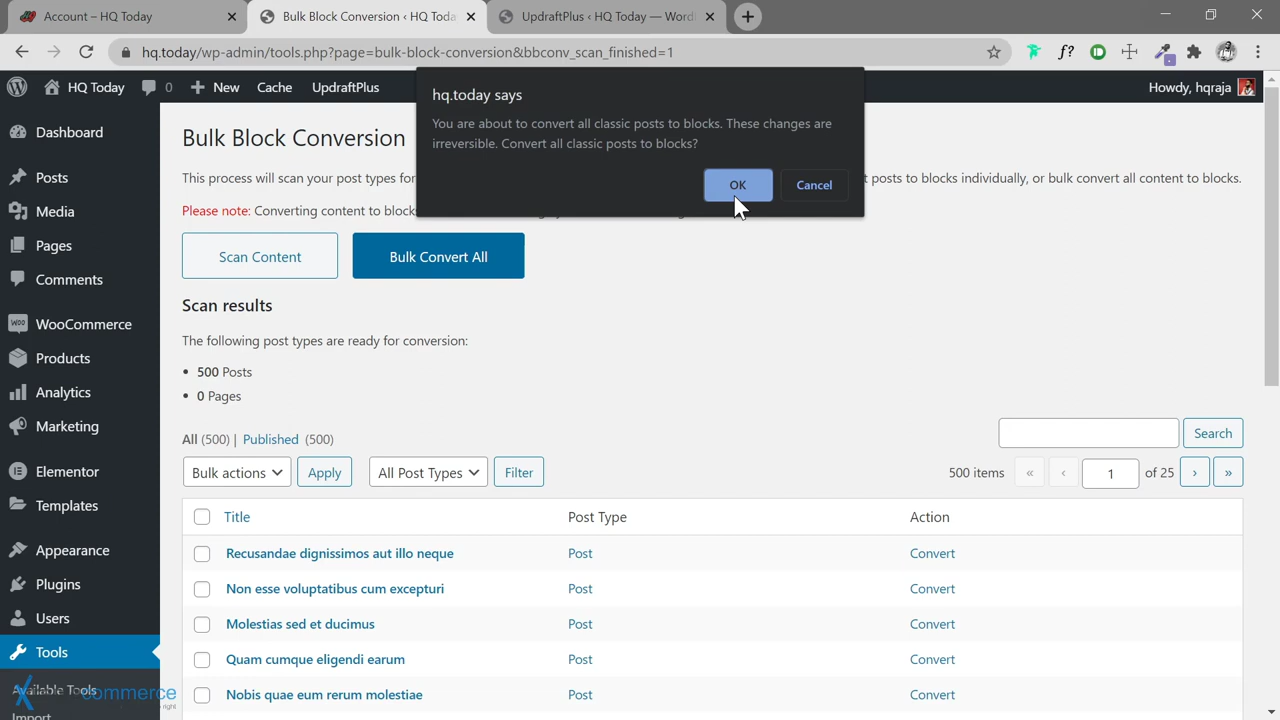 Account – HQ Today
Bulk Block Conversion ‹ HQ Toda
UpdraftPlus ‹ HQ Today — Word
hq.today/wp-admin/tools.php?page=bulk-block-conversion&bbconv_scan_finished=1
f?
HQ Today
0
New
Cache
UpdraftPlus
Howdy, hqraja
hq.today says
You are about to convert all classic posts to blocks. These changes are
irreversible. Convert all classic posts to blocks?
OK
Cancel
Dashboard
Posts
Media
Pages
Comments
WooCommerce
Products
Analytics
Marketing
Elementor
Templates
Appearance
Plugins
Users
Tools
Available Tools
Import
commerce
right
Bulk Block Conversion
This process will scan your post types for
posts to blocks individually, or bulk convert all content to blocks.
Please note: Converting content to blocks
Scan Content
Bulk Convert All
Scan results
The following post types are ready for conversion:
• 500 Posts
• 0 Pages
Search
All (500) | Published (500)
Bulk actions
Apply
All Post Types
Filter
500 items « ‹ 1 of 25 › »
Title Post Type Action
Recusandae dignissimos aut illo neque Post Convert
Non esse voluptatibus cum excepturi Post Convert
Molestias sed et ducimus Post Convert
Quam cumque eligendi earum Post Convert
Nobis quae eum rerum molestiae Post Convert